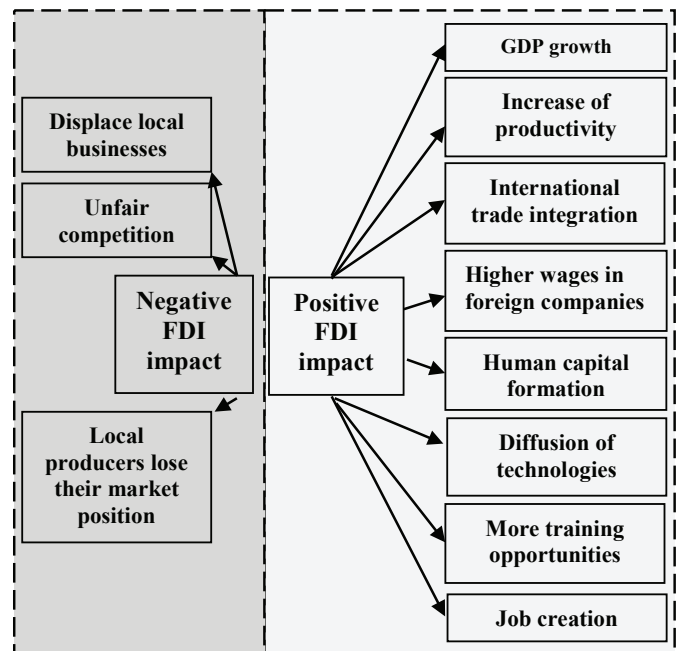 Displace local
businesses
Unfair
competition
Negative
FDI
impact
Local
producers lose
their market
position
Positive
FDI
impact
GDP growth
Increase of
productivity
International
trade integration
Higher wages in
foreign companies
Human capital
formation
Diffusion of
technologies
More training
opportunities
Job creation